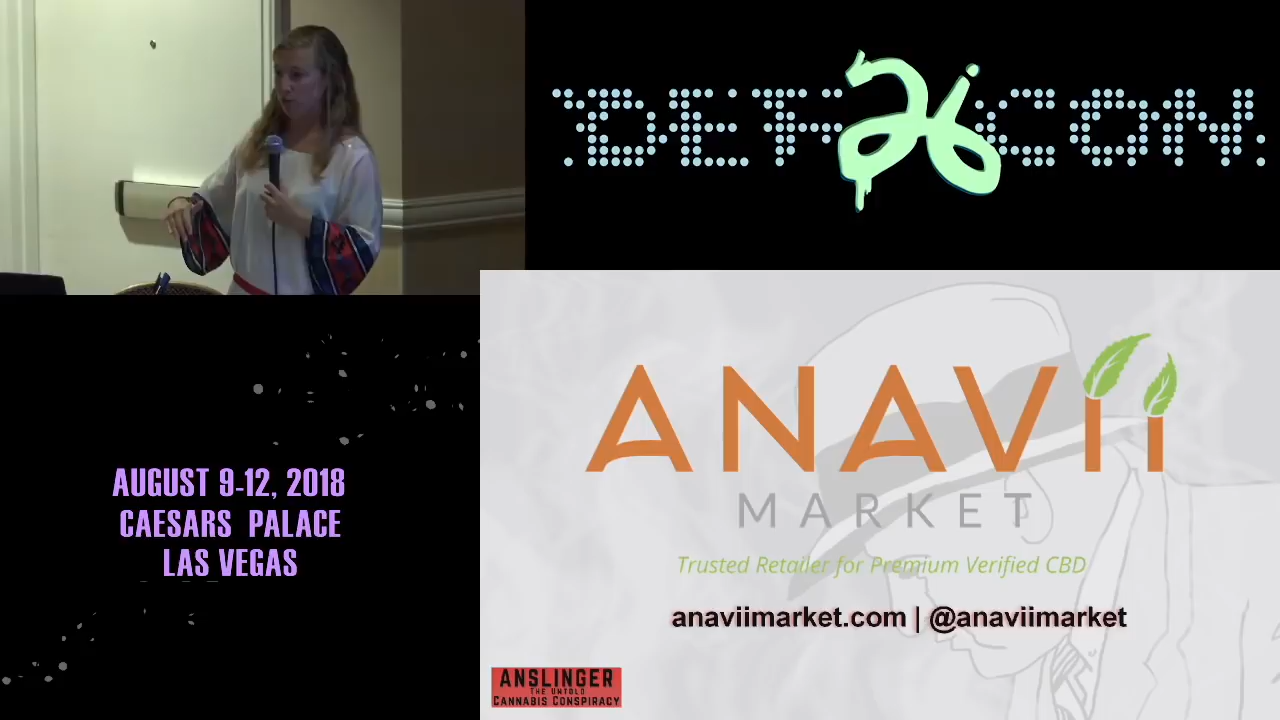 DEF 26 CON
AUGUST 9-12, 2018
CAESARS PALACE
LAS VEGAS
ANAVii
MARKET
Trusted Retailer for Premium Verified CBD
anaviimarket.com | @anaviimarket
ANSLINGER
THE UNTOLD
CANNABIS CONSPIRACY